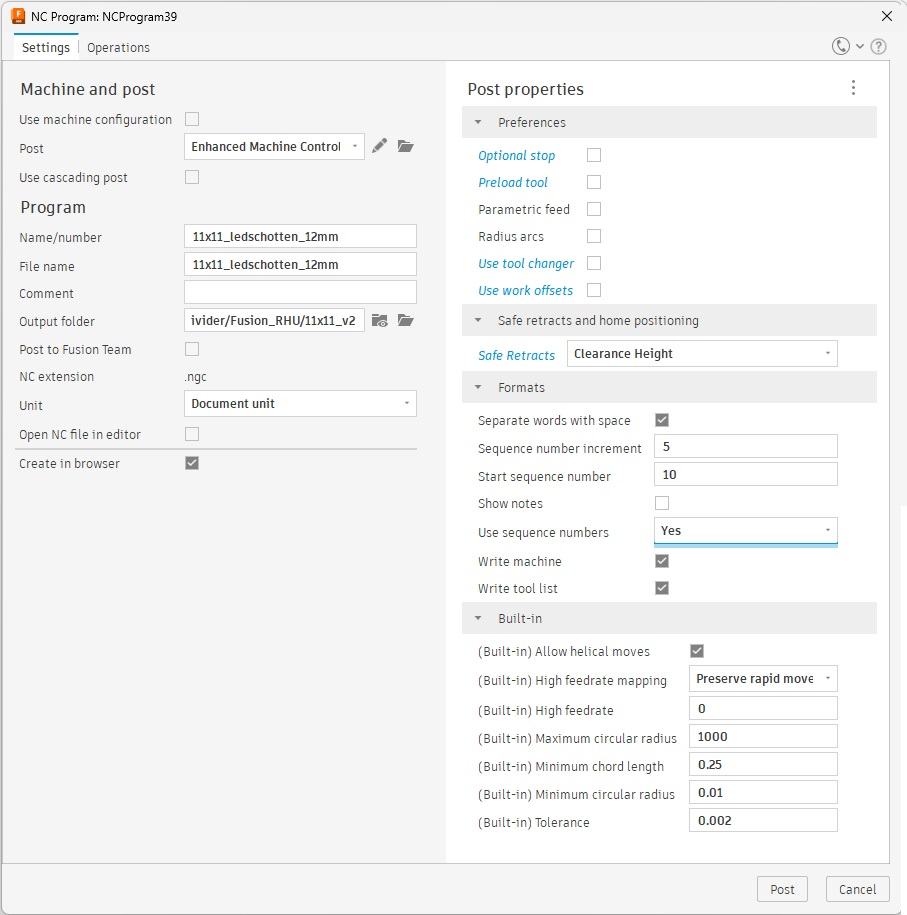 NC Program: NCProgram39
Settings
Operations
Machine and post
Use machine configuration
Post
Enhanced Machine Control
Use cascading post
Program
Name/number
11x11_ledschotten_12mm
File name
11x11_ledschotten_12mm
Comment
Output folder
ivider/Fusion_RHU/11x11_v2
Post to Fusion Team
NC extension
.ngc
Unit
Document unit
Open NC file in editor
Create in browser
Post properties
Preferences
Optional stop
Preload tool
Parametric feed
Radius arcs
Use tool changer
Use work offsets
Safe retracts and home positioning
Safe Retracts
Clearance Height
Formats
Separate words with space
Sequence number increment
5
Start sequence number
10
Show notes
Use sequence numbers
Yes
Write machine
Write tool list
Built-in
(Built-in) Allow helical moves
(Built-in) High feedrate mapping
Preserve rapid move
(Built-in) High feedrate
0
(Built-in) Maximum circular radius
1000
(Built-in) Minimum chord length
0.25
(Built-in) Minimum circular radius
0.01
(Built-in) Tolerance
0.002
Post
Cancel